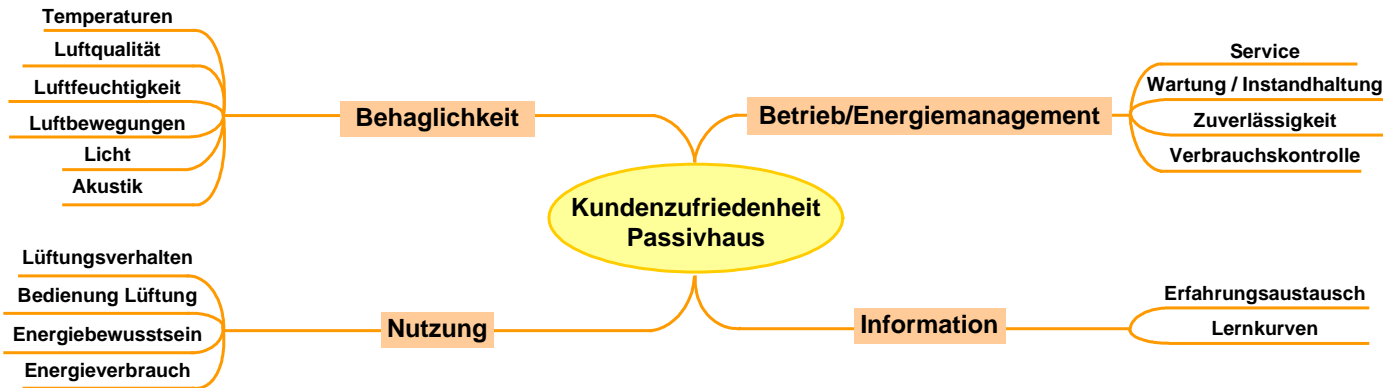 Temperaturen
Luftqualität
Luftfeuchtigkeit
Luftbewegungen
Licht
Akustik
Behaglichkeit
Betrieb/Energiemanagement
Service
Wartung / Instandhaltung
Zuverlässigkeit
Verbrauchskontrolle
Kundenzufriedenheit
Passivhaus
Lüftungsverhalten
Bedienung Lüftung
Energiebewusstsein
Energieverbrauch
Nutzung
Information
Erfahrungsaustausch
Lernkurven